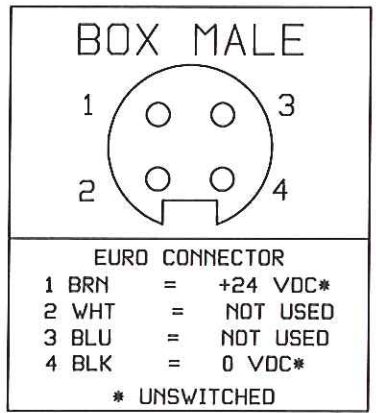 BOX MALE
1 3
2 4
EURO CONNECTOR
1 BRN = +24 VDC*
2 WHT = NOT USED
3 BLU = NOT USED
4 BLK = 0 VDC*
* UNSWITCHED